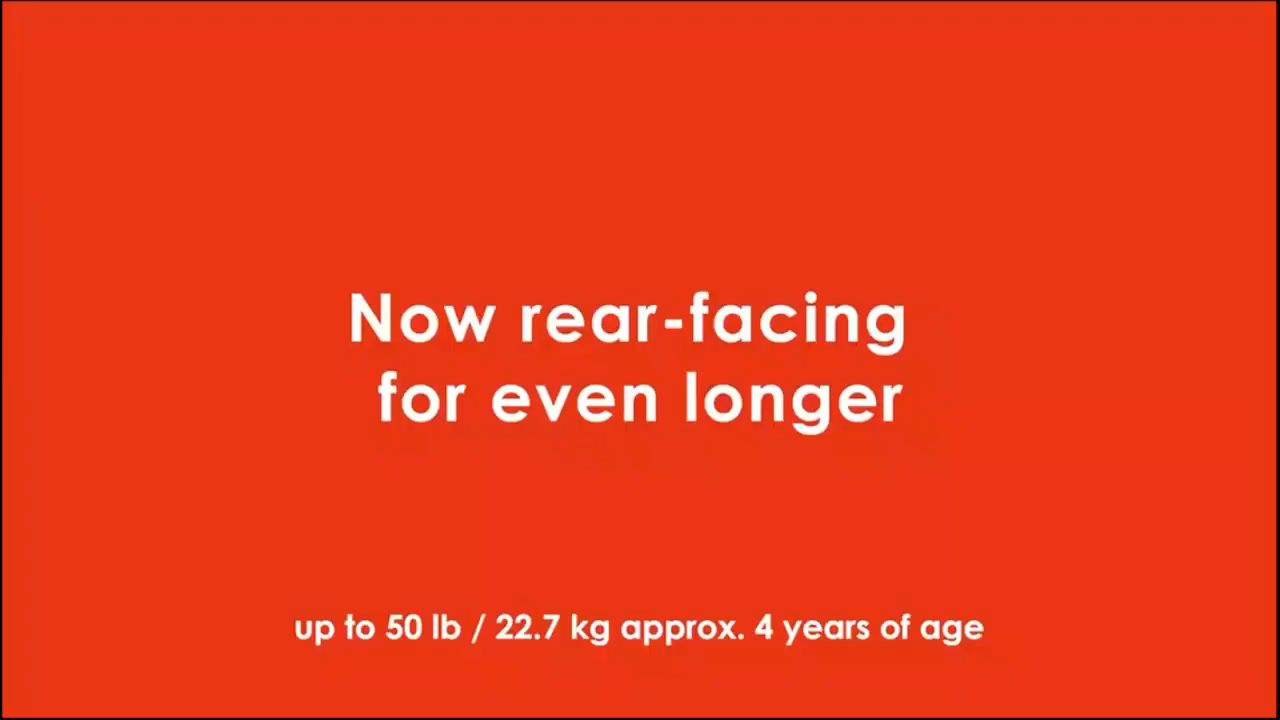 Now rear-facing
for even longer
up to 50 lb / 22.7 kg approx. 4 years of age